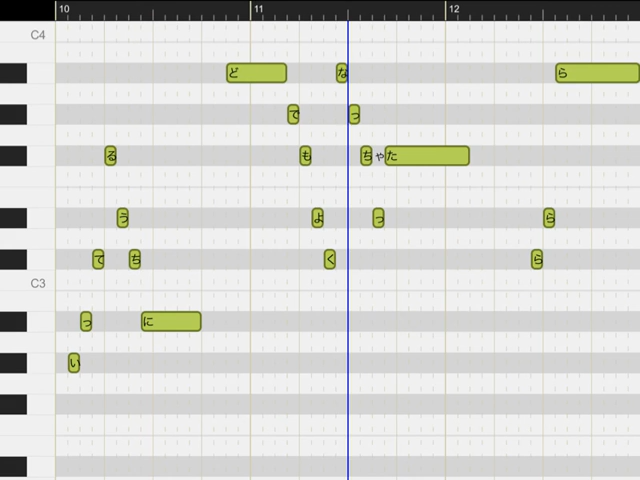 10 11 12
C4
ど な ら
で っ
る も ちゃ た
う よ っ ら
て ち く ら
C3
っ に
い